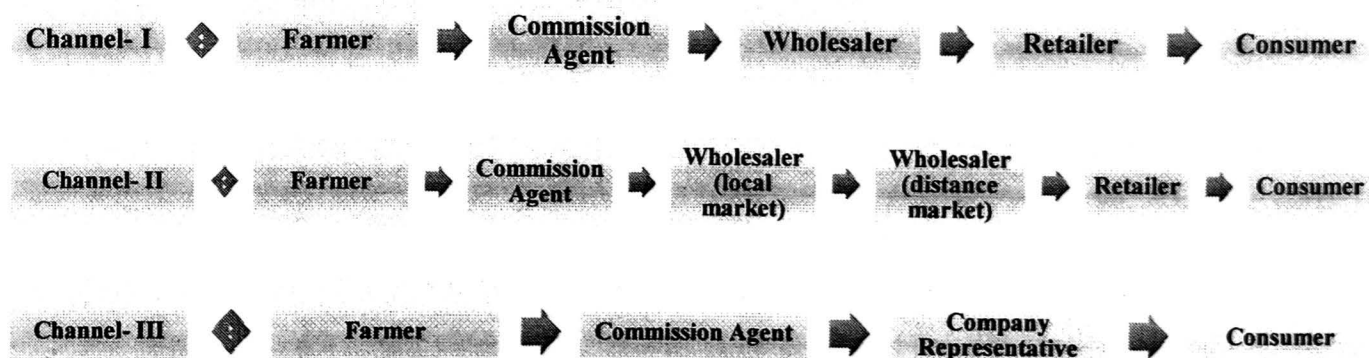 Channel- I Farmer Commission Agent Wholesaler Retailer Consumer
Channel- II Farmer Commission Agent Wholesaler (local market) Wholesaler (distance market) Retailer Consumer
Channel- III Farmer Commission Agent Company Representative Consumer